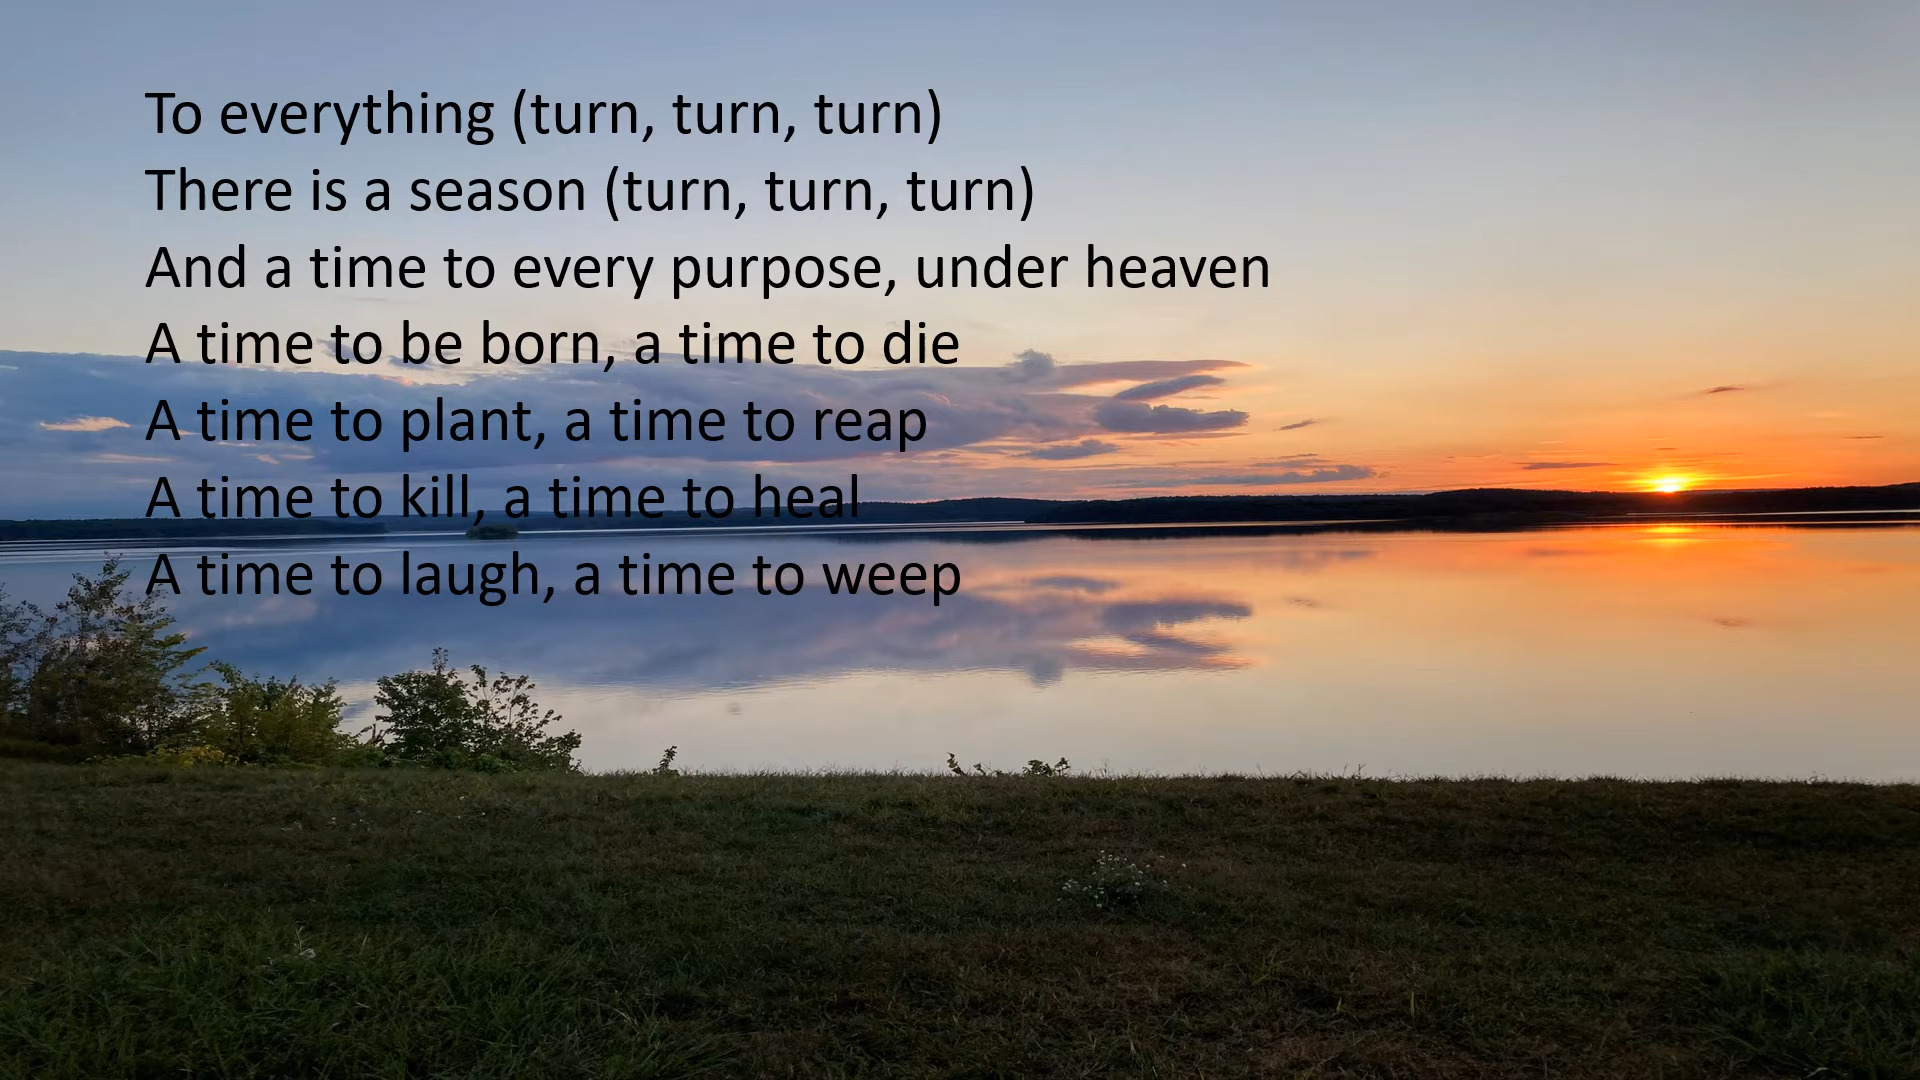 To everything (turn, turn, turn)
There is a season (turn, turn, turn)
And a time to every purpose, under heaven
A time to be born, a time to die
A time to plant, a time to reap
A time to kill, a time to heal
A time to laugh, a time to weep